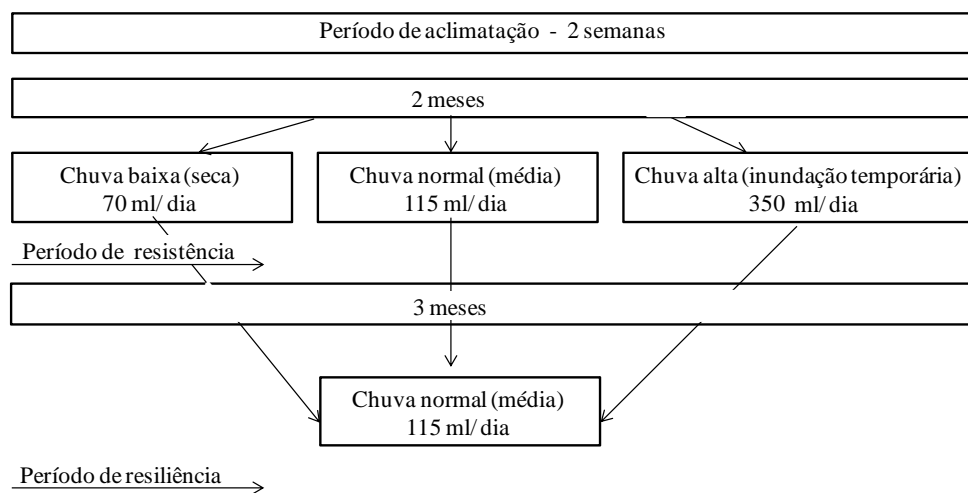 Período de aclimatação - 2 semanas
2 meses
Chuva baixa (seca)
70 ml/ dia
Chuva normal (média)
115 ml/ dia
Chuva alta (inundação temporária)
350 ml/ dia
Período de resistência
3 meses
Chuva normal (média)
115 ml/ dia
Período de resiliência